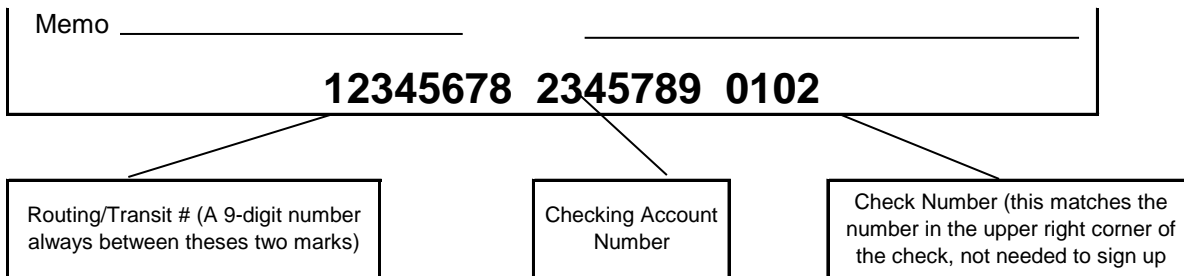 Memo
12345678 2345789 0102
Routing/Transit # (A 9-digit number
always between theses two marks)
Checking Account
Number
Check Number (this matches the
number in the upper right corner of
the check, not needed to sign up